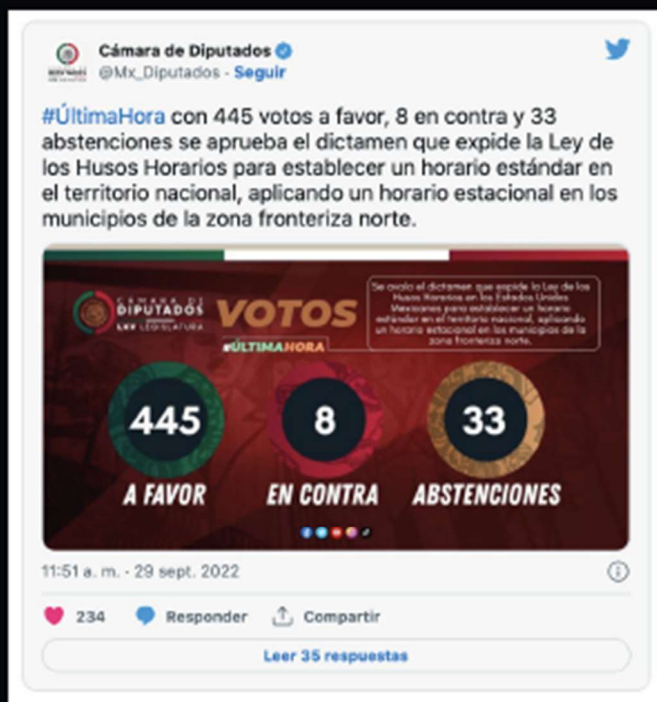 Cámara de Diputados
@Mx_Diputados · Seguir
#ÚltimaHora con 445 votos a favor, 8 en contra y 33
abstenciones se aprueba el dictamen que expide la Ley de
los Husos Horarios para establecer un horario estándar en
el territorio nacional, aplicando un horario estacional en los
municipios de la zona fronteriza norte.
CÁMARA DE
DIPUTADOS
LXV LEGISLATURA
VOTOS
#ÚLTIMAHORA
Se avala el dictamen que expide la Ley de los
Husos Horarios en los Estados Unidos
Mexicanos para establecer un horario
estándar en el territorio nacional, aplicando
un horario estacional en los municipios de la
zona fronteriza norte.
445
8
33
A FAVOR
EN CONTRA
ABSTENCIONES
11:51 a. m. · 29 sept. 2022
234
Responder
Compartir
Leer 35 respuestas